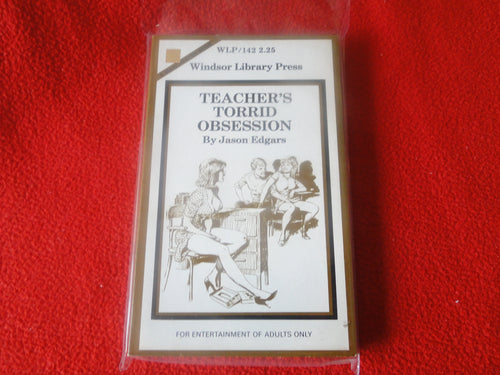 WLP/142 2.25
Windsor Library Press
TEACHER'S
TORRID
OBSESSION
By Jason Edgars
FOR ENTERTAINMENT OF ADULTS ONLY